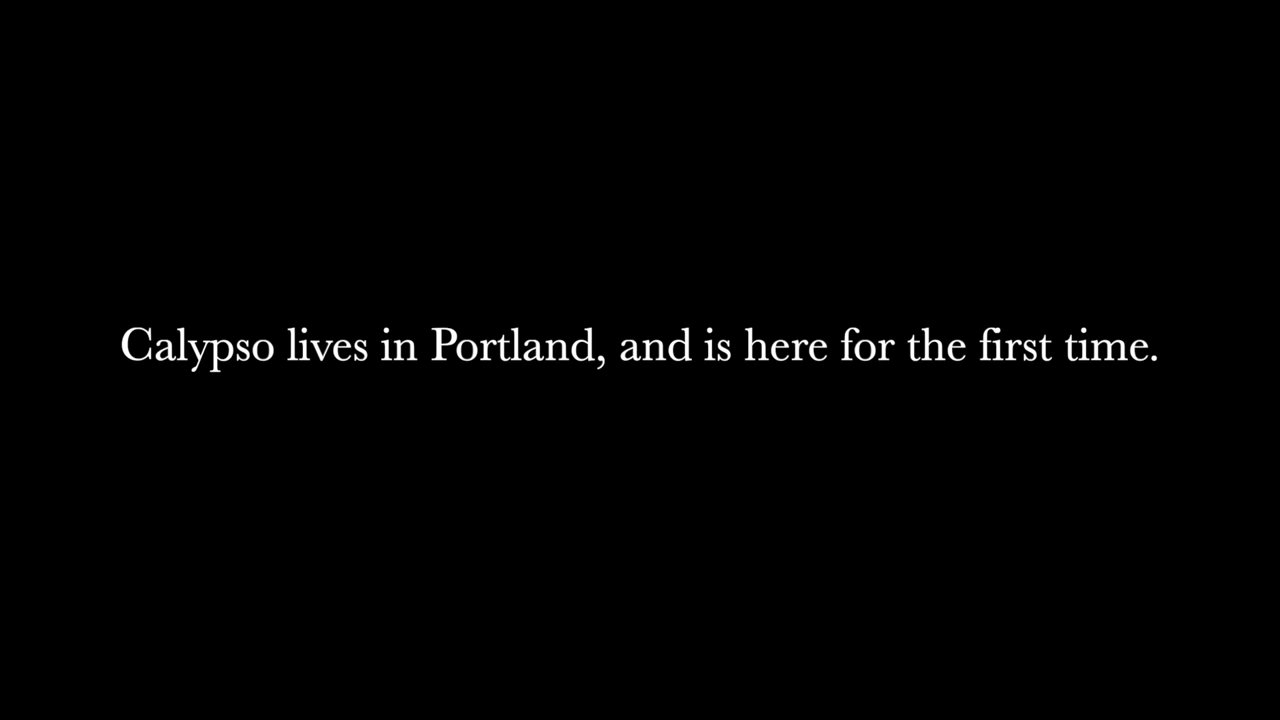 Calypso lives in Portland, and is here for the first time.